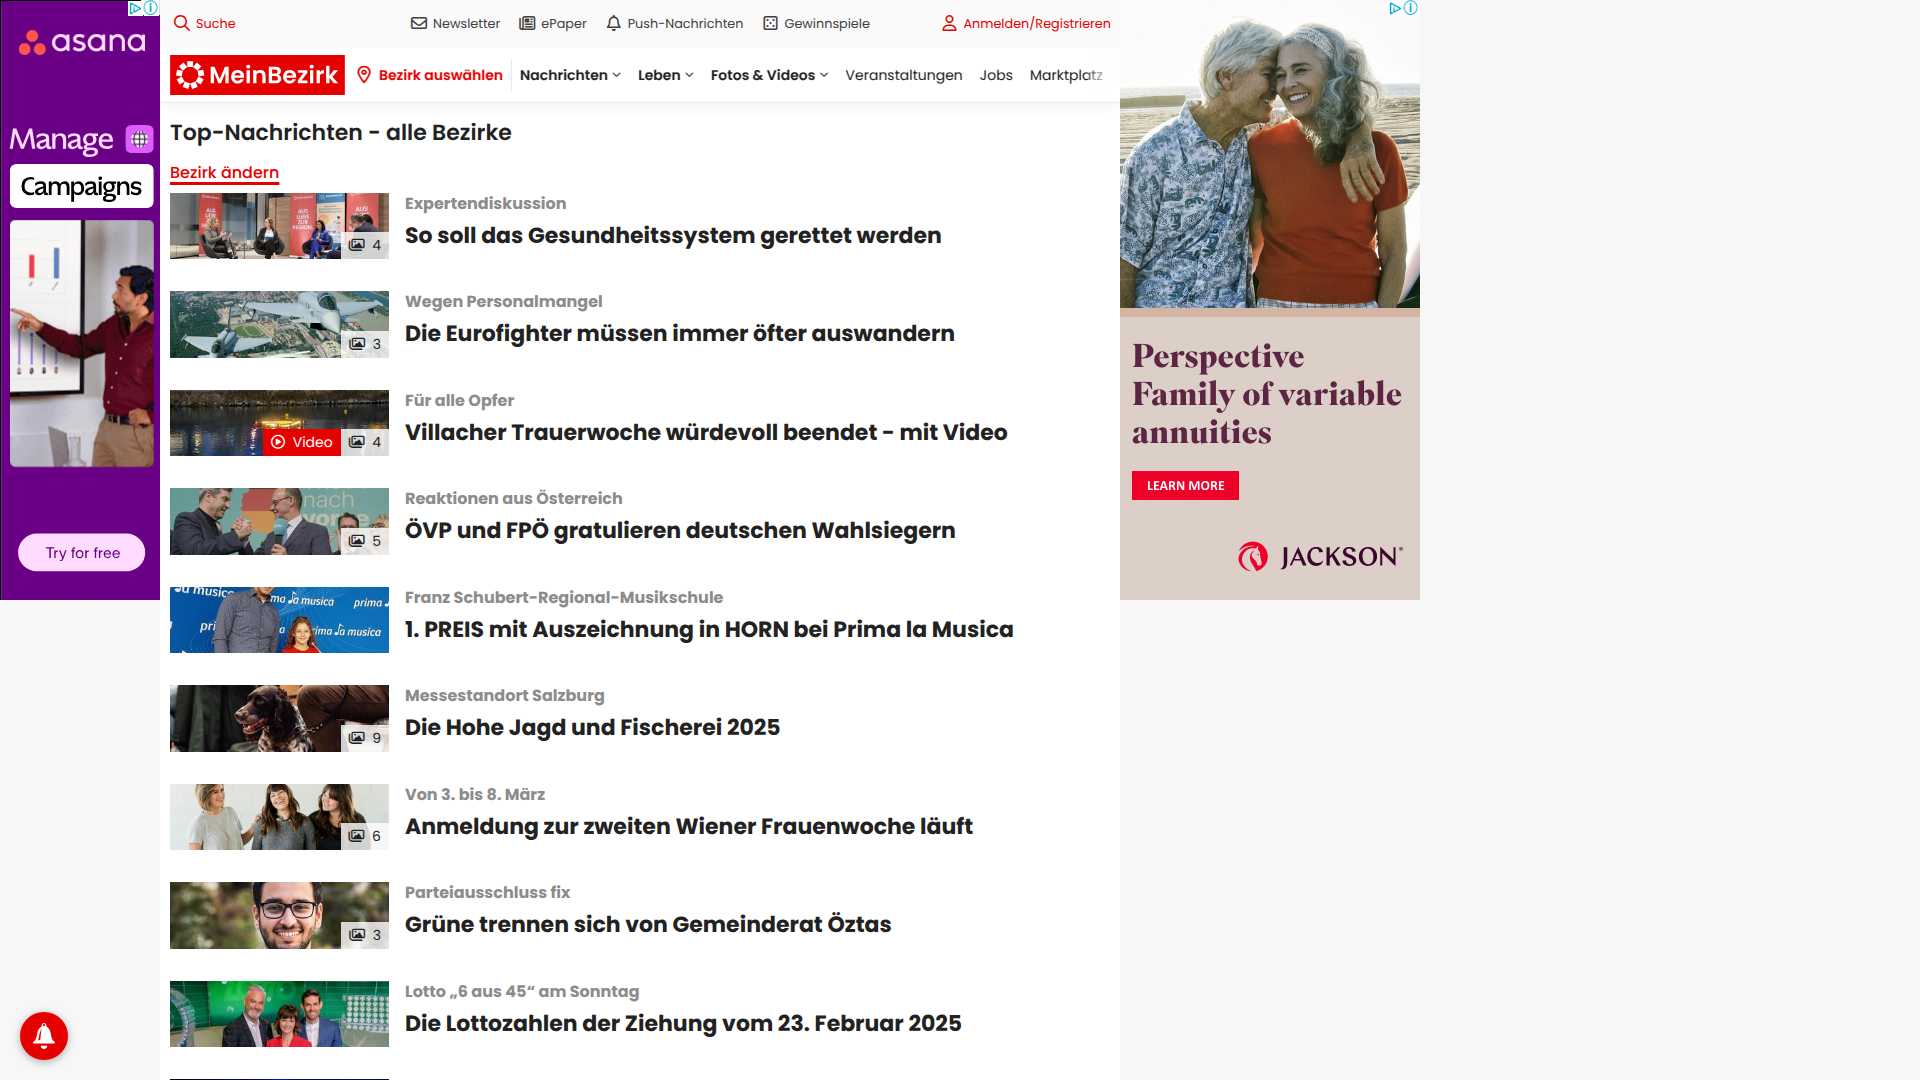 asana
Manage
Campaigns
Try for free
Suche
Newsletter
ePaper
Push-Nachrichten
Gewinnspiele
Anmelden/Registrieren
MeinBezirk
Bezirk auswählen
Nachrichten
Leben
Fotos & Videos
Veranstaltungen
Jobs
Marktplatz
Top-Nachrichten - alle Bezirke
Bezirk ändern
4
Expertendiskussion
So soll das Gesundheitssystem gerettet werden
3
Wegen Personalmangel
Die Eurofighter müssen immer öfter auswandern
Video
4
Für alle Opfer
Villacher Trauerwoche würdevoll beendet - mit Video
nach
5
Reaktionen aus Österreich
ÖVP und FPÖ gratulieren deutschen Wahlsiegern
prima la musica
Franz Schubert-Regional-Musikschule
1. PREIS mit Auszeichnung in HORN bei Prima la Musica
9
Messestandort Salzburg
Die Hohe Jagd und Fischerei 2025
6
Von 3. bis 8. März
Anmeldung zur zweiten Wiener Frauenwoche läuft
3
Parteiausschluss fix
Grüne trennen sich von Gemeinderat Öztas
Lotto „6 aus 45“ am Sonntag
Die Lottozahlen der Ziehung vom 23. Februar 2025
Perspective
Family of variable
annuities
LEARN MORE
JACKSON®